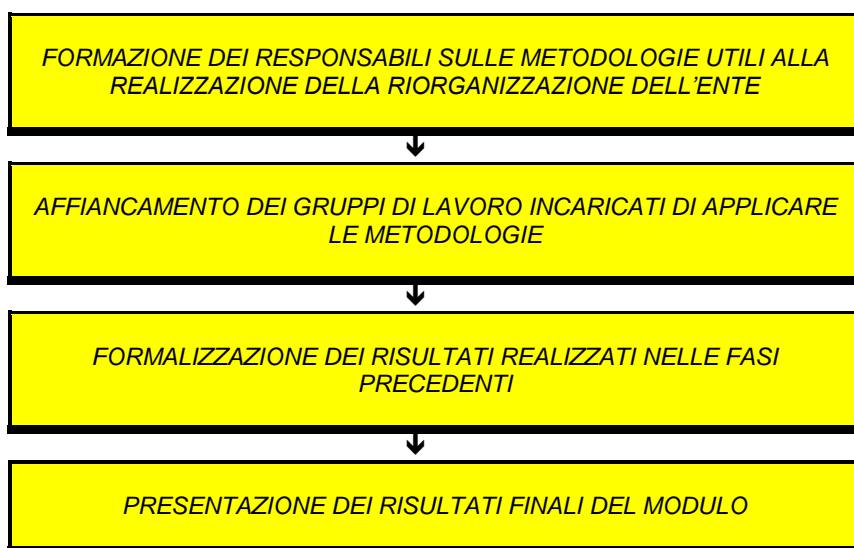 FORMAZIONE DEI RESPONSABILI SULLE METODOLOGIE UTILI ALLA
REALIZZAZIONE DELLA RIORGANIZZAZIONE DELL’ENTE
AFFIANCAMENTO DEI GRUPPI DI LAVORO INCARICATI DI APPLICARE
LE METODOLOGIE
FORMALIZZAZIONE DEI RISULTATI REALIZZATI NELLE FASI
PRECEDENTI
PRESENTAZIONE DEI RISULTATI FINALI DEL MODULO